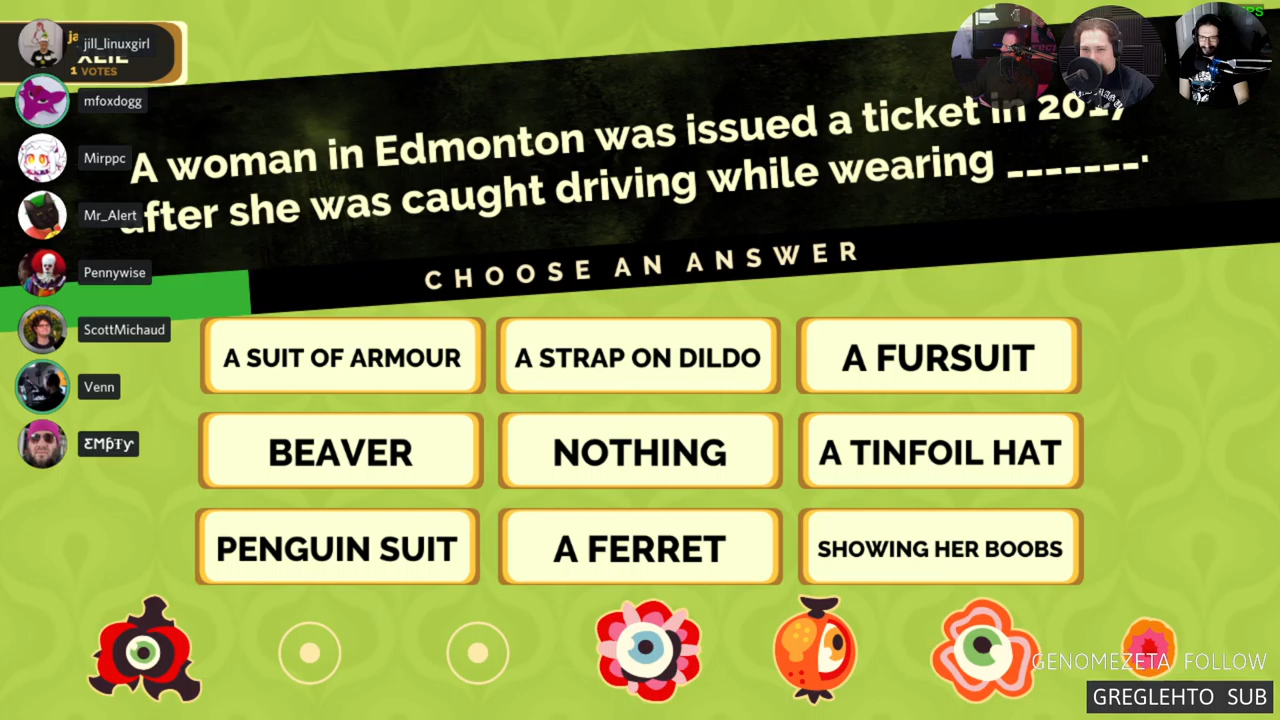 jill_linuxgirl
1 VOTES
mfoxdogg
Mirppc
Mr_Alert
Pennywise
ScottMichaud
Venn
A woman in Edmonton was issued a ticket in 2017
after she was caught driving while wearing _______.
CHOOSE AN ANSWER
A SUIT OF ARMOUR
A STRAP ON DILDO
A FURSUIT
BEAVER
NOTHING
A TINFOIL HAT
PENGUIN SUIT
A FERRET
SHOWING HER BOOBS
GENOMEZETA FOLLOW
GREGLEHTO SUB